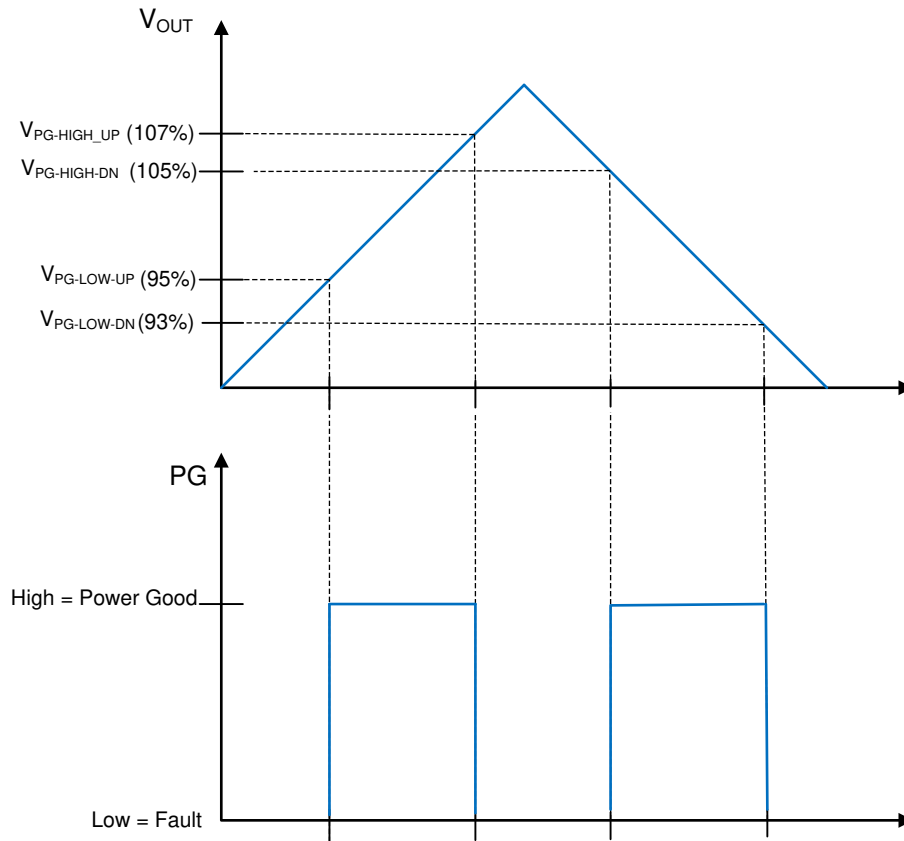 VOUT
VPG-HIGH_UP (107%)
VPG-HIGH-DN (105%)
VPG-LOW-UP (95%)
VPG-LOW-DN (93%)
PG
High = Power Good
Low = Fault